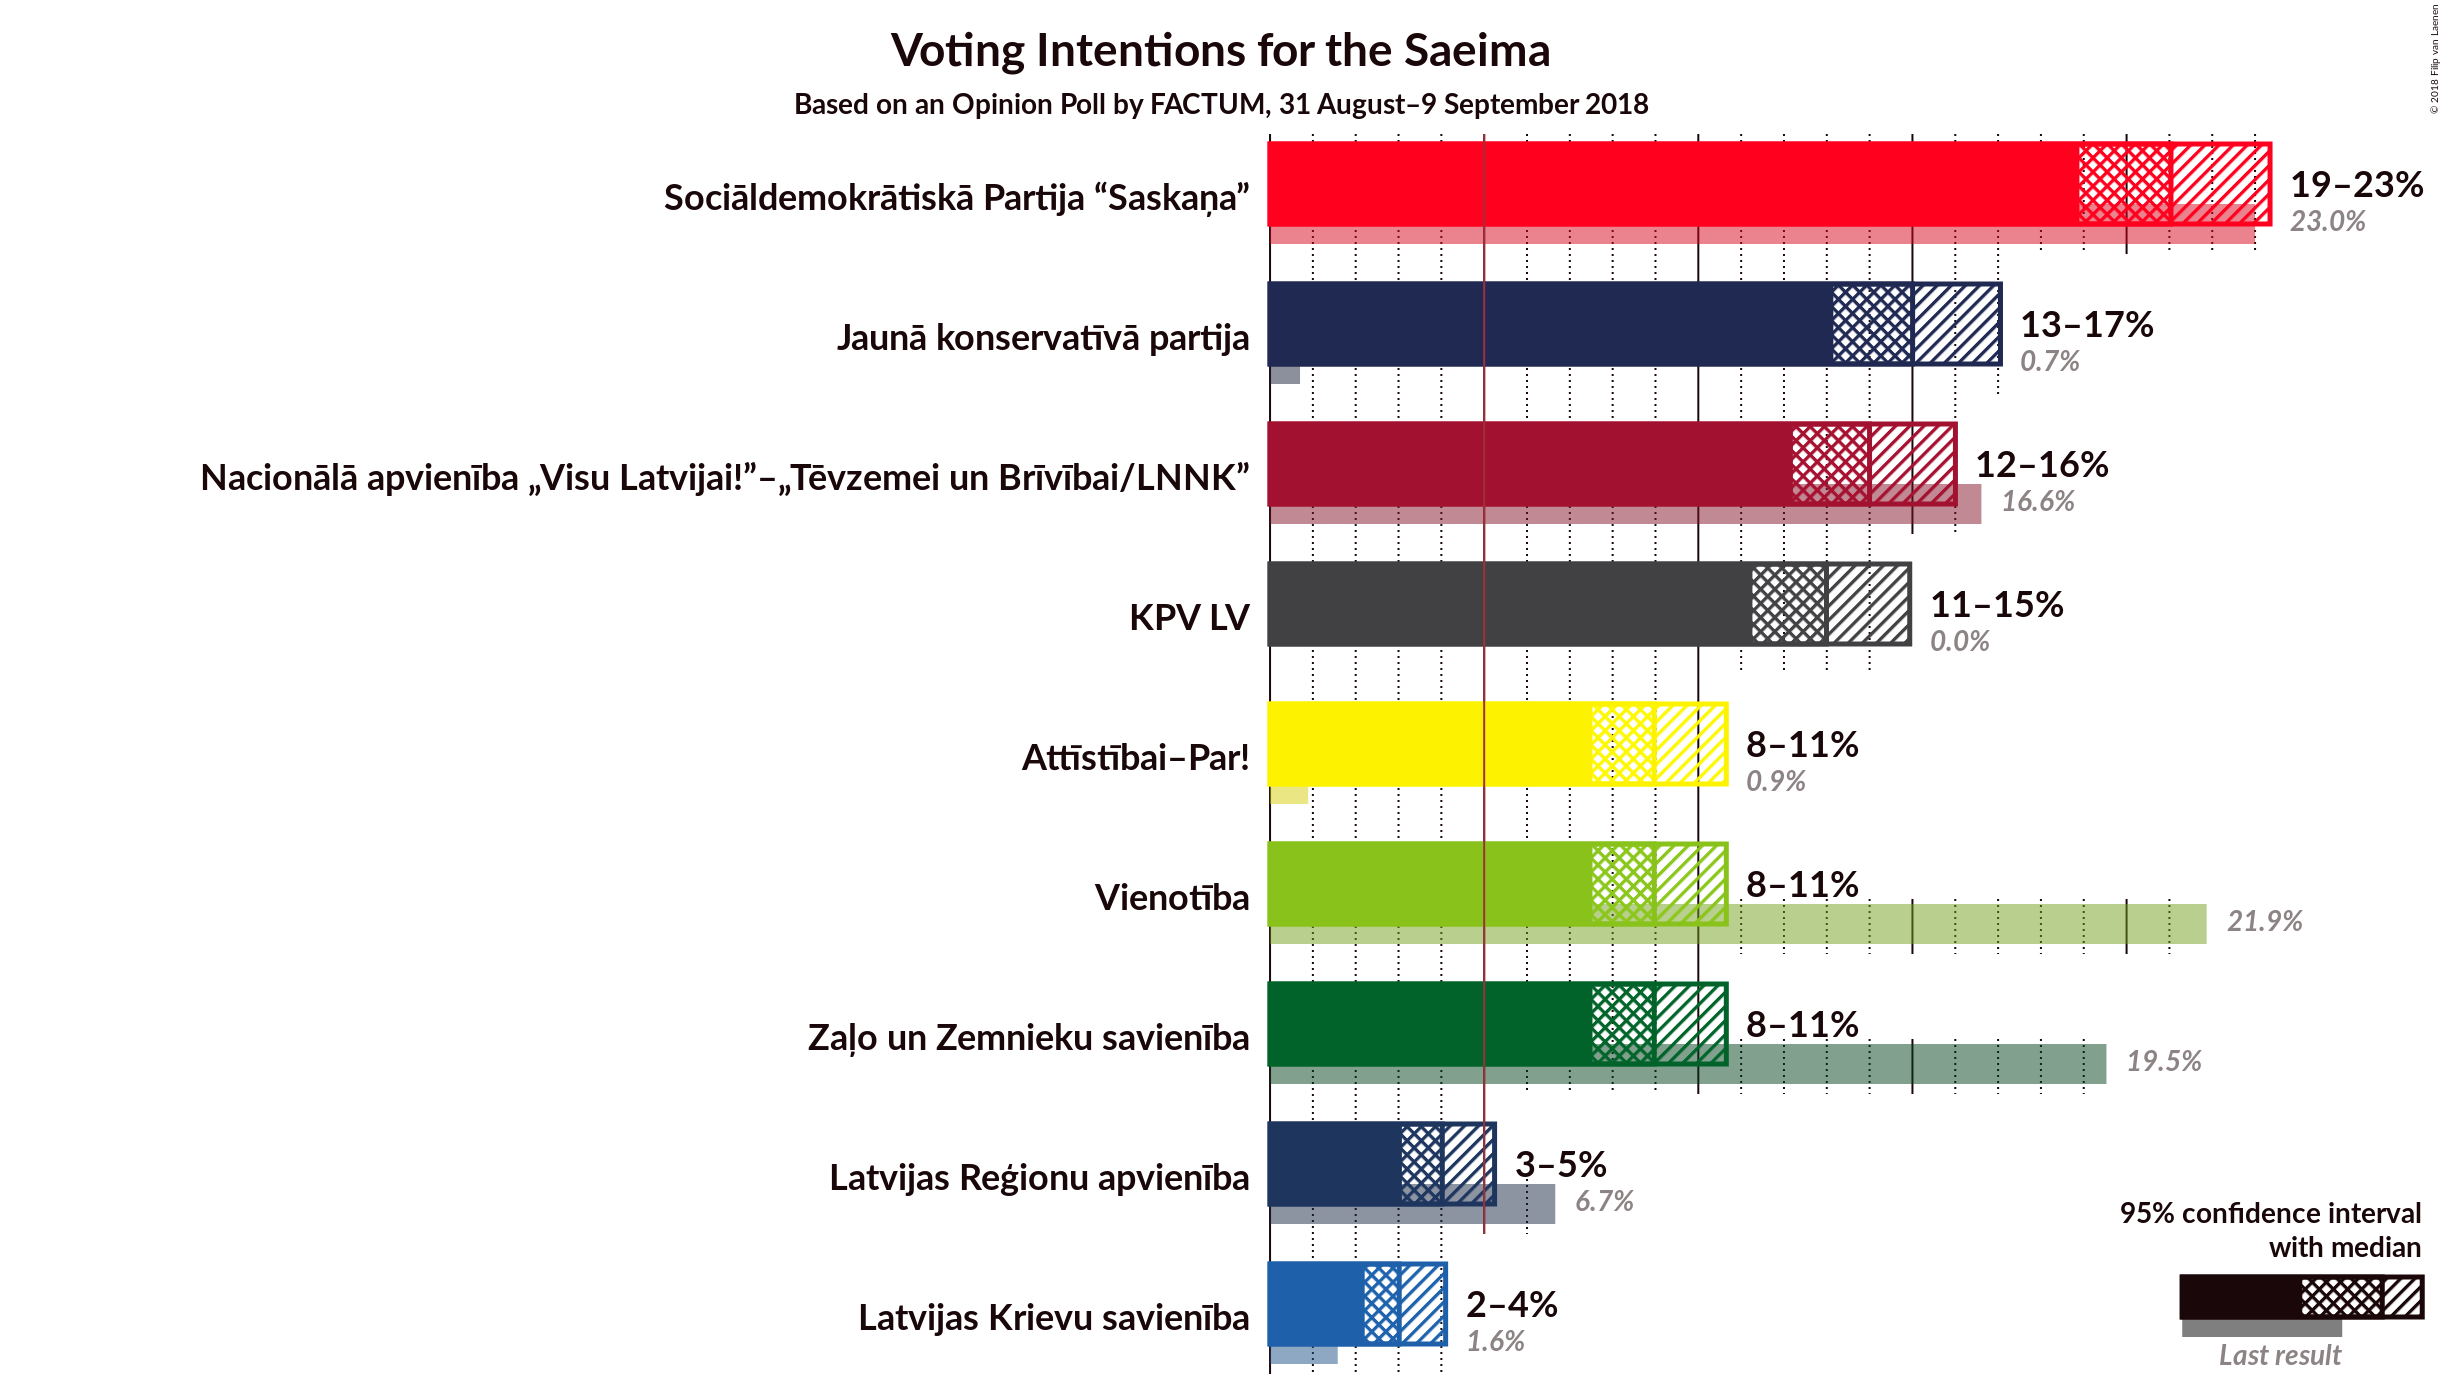 Voting Intentions for the Saeima
Based on an Opinion Poll by FACTUM, 31 August–9 September 2018
© 2018 Filip van Laenen
Sociāldemokrātiskā Partija “Saskaņa”
19–23%
23.0%
Jaunā konservatīvā partija
13–17%
0.7%
Nacionālā apvienība „Visu Latvijai!”–„Tēvzemei un Brīvībai/LNNK”
12–16%
16.6%
KPV LV
11–15%
0.0%
Attīstībai–Par!
8–11%
0.9%
Vienotība
8–11%
21.9%
Zaļo un Zemnieku savienība
8–11%
19.5%
Latvijas Reģionu apvienība
3–5%
6.7%
Latvijas Krievu savienība
2–4%
1.6%
95% confidence interval
with median
Last result